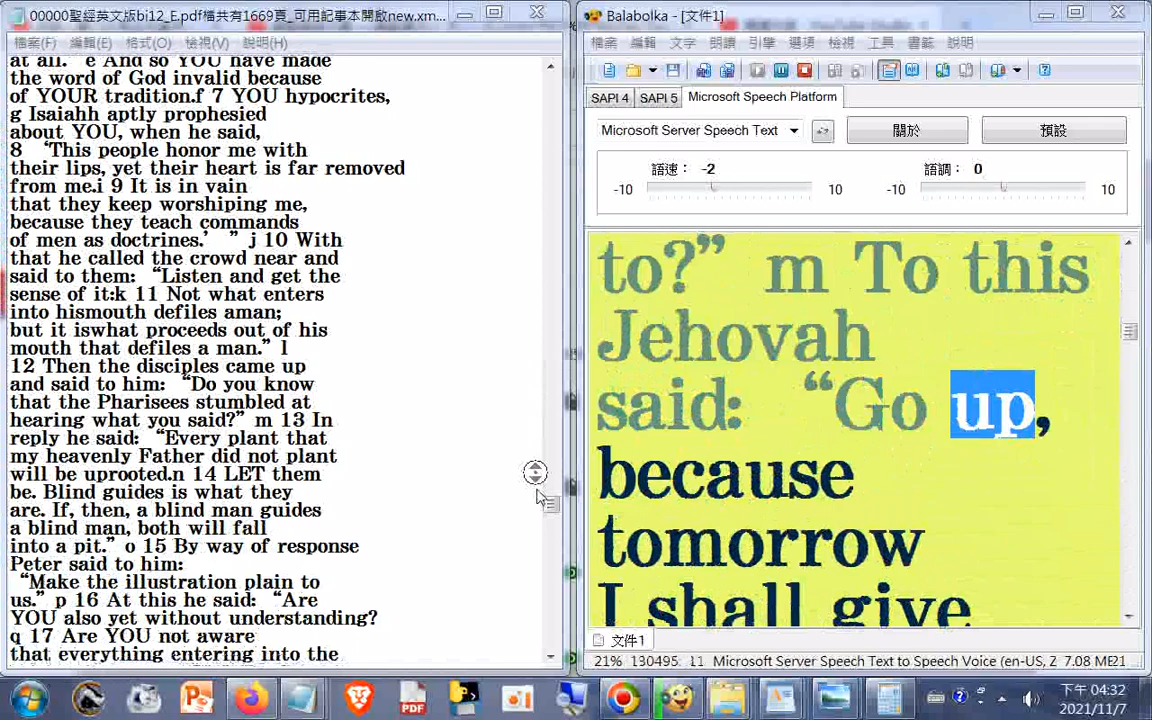 00000聖經英文版bi12_E.pdf檔共有1669頁_可用記事本開啟new.xm...
檔案(F) 編輯(E) 格式(O) 檢視(V) 說明(H)
at all.” e And so YOU have made
the word of God invalid because
of YOUR tradition.f 7 YOU hypocrites,
g Isaiahh aptly prophesied
about YOU, when he said,
8 ‘This people honor me with
their lips, yet their heart is far removed
from me.i 9 It is in vain
that they keep worshiping me,
because they teach commands
of men as doctrines.’ ” j 10 With
that he called the crowd near and
said to them: “Listen and get the
sense of it:k 11 Not what enters
into hismouth defiles aman;
but it iswhat proceeds out of his
mouth that defiles a man.” l
12 Then the disciples came up
and said to him: “Do you know
that the Pharisees stumbled at
hearing what you said?” m 13 In
reply he said: “Every plant that
my heavenly Father did not plant
will be uprooted.n 14 LET them
be. Blind guides is what they
are. If, then, a blind man guides
a blind man, both will fall
into a pit.” o 15 By way of response
Peter said to him:
“Make the illustration plain to
us.” p 16 At this he said: “Are
YOU also yet without understanding?
q 17 Are YOU not aware
that everything entering into the
Balabolka - [文件1]
檔案 編輯 文字 朗讀 引擎 選項 檢視 工具 書籤 說明
SAPI 4 SAPI 5 Microsoft Speech Platform
Microsoft Server Speech Text 關於 預設
語速： -2 語調： 0
-10 10 -10 10
to?” m To this
Jehovah
said: “Go up,
because
tomorrow
I shall give
文件1
21% 130495: 11 Microsoft Server Speech Text to Speech Voice (en-US, Z 7.08 ME21
下午 04:32
2021/11/7